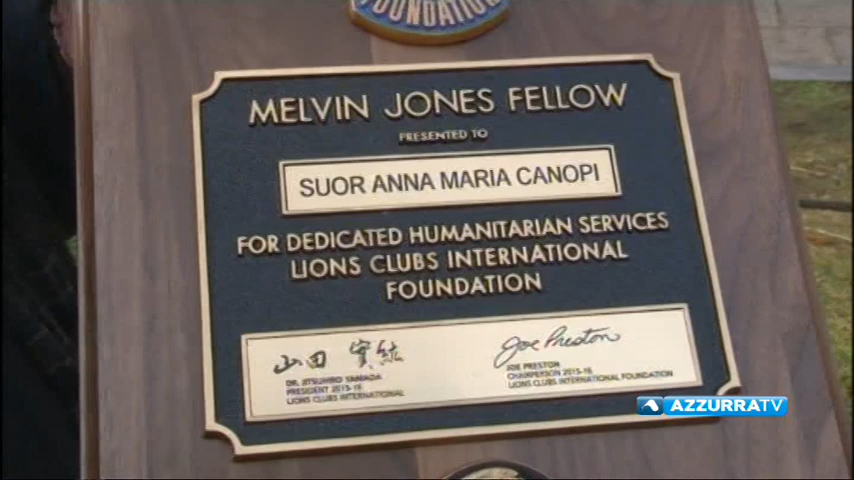 FOUNDATION
MELVIN JONES FELLOW
PRESENTED TO
SUOR ANNA MARIA CANOPI
FOR DEDICATED HUMANITARIAN SERVICES
LIONS CLUBS INTERNATIONAL
FOUNDATION
山田 實紘
Joe Preston
DR. JITSUHIRO YAMADA
JOE PRESTON
PRESIDENT 2015-16
CHAIRPERSON 2015-16
LIONS CLUBS INTERNATIONAL
LIONS CLUBS INTERNATIONAL FOUNDATION
AZZURRATV